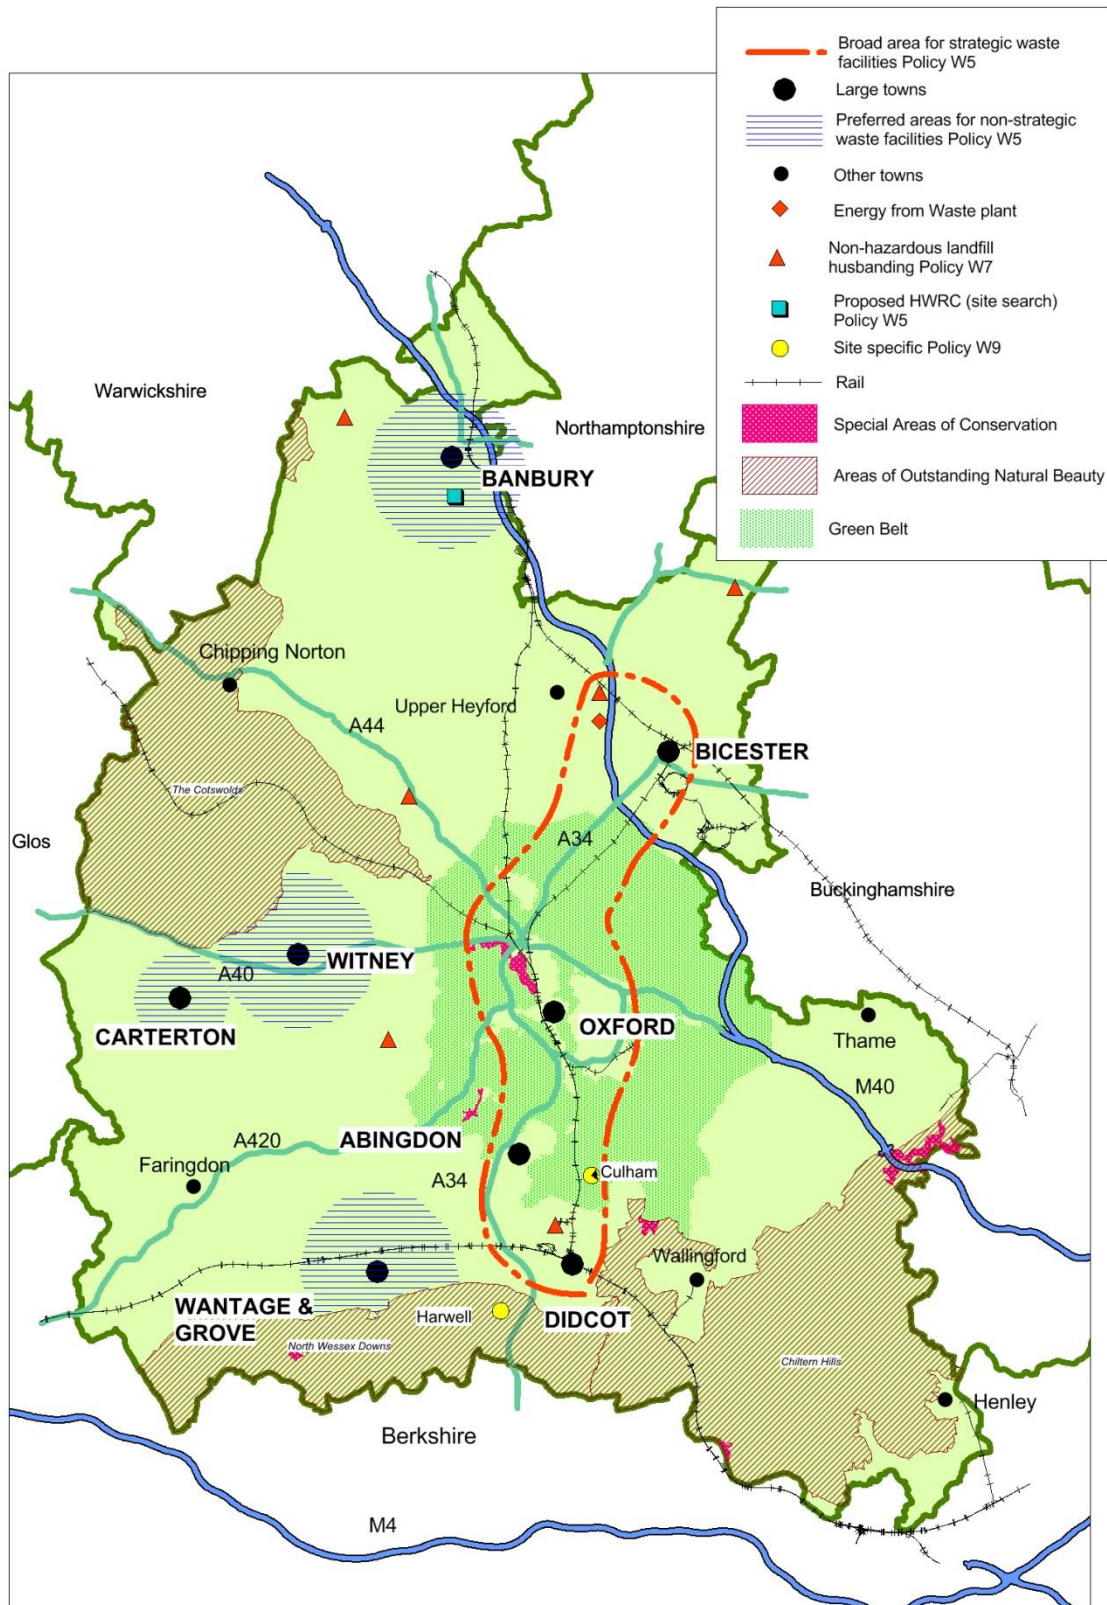 Broad area for strategic waste
facilities Policy W5
Large towns
Preferred areas for non-strategic
waste facilities Policy W5
Other towns
Energy from Waste plant
Non-hazardous landfill
husbanding Policy W7
Proposed HWRC (site search)
Policy W5
Site specific Policy W9
Rail
Special Areas of Conservation
Areas of Outstanding Natural Beauty
Green Belt
Warwickshire
Northamptonshire
BANBURY
Chipping Norton
Upper Heyford
A44
BICESTER
The Cotswolds
A34
Glos
Buckinghamshire
WITNEY
A40
CARTERTON
OXFORD
Thame
M40
ABINGDON
A420
Faringdon
A34
Culham
Wallingford
WANTAGE &
GROVE
Harwell
DIDCOT
North Wessex Downs
Chiltern Hills
Henley
Berkshire
M4